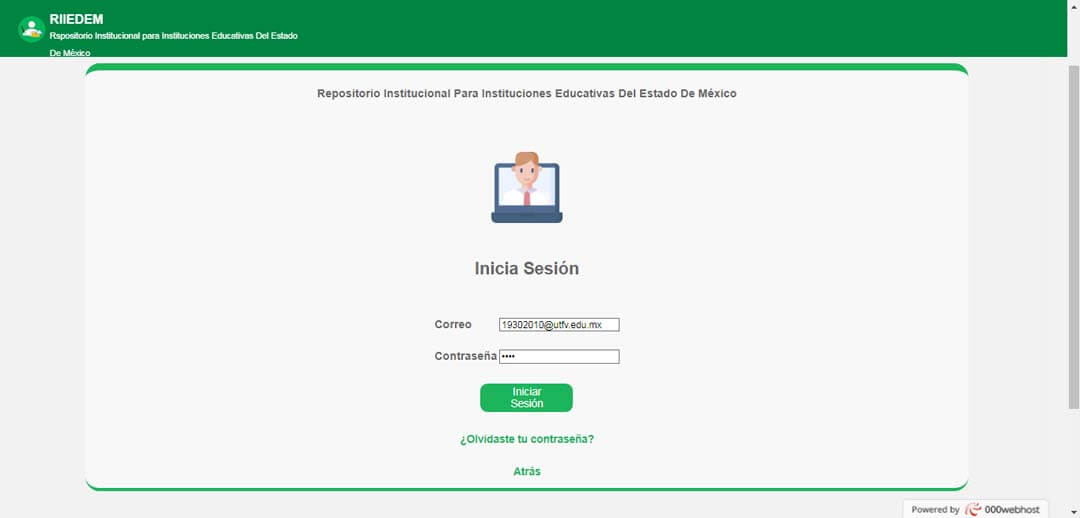 RIIEDEM
Rspositorio Institucional para Instituciones Educativas Del Estado
De México
Repositorio Institucional Para Instituciones Educativas Del Estado De México
Inicia Sesión
Correo 19302010@utfv.edu.mx
Contraseña ••••
Iniciar
Sesión
¿Olvidaste tu contraseña?
Atrás
Powered by 000webhost